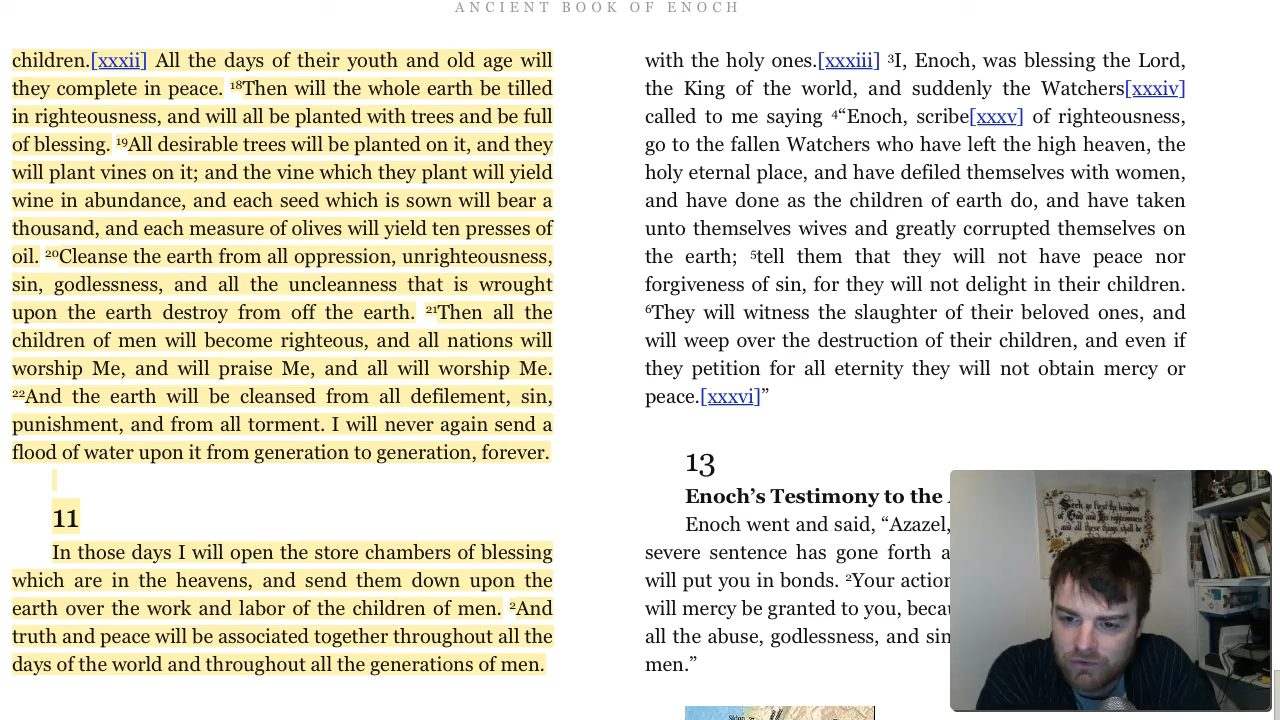 ANCIENT BOOK OF ENOCH
children.[xxxii] All the days of their youth and old age will
they complete in peace. 18Then will the whole earth be tilled
in righteousness, and will all be planted with trees and be full
of blessing. 19All desirable trees will be planted on it, and they
will plant vines on it; and the vine which they plant will yield
wine in abundance, and each seed which is sown will bear a
thousand, and each measure of olives will yield ten presses of
oil. 20Cleanse the earth from all oppression, unrighteousness,
sin, godlessness, and all the uncleanness that is wrought
upon the earth destroy from off the earth. 21Then all the
children of men will become righteous, and all nations will
worship Me, and will praise Me, and all will worship Me.
22And the earth will be cleansed from all defilement, sin,
punishment, and from all torment. I will never again send a
flood of water upon it from generation to generation, forever.
11
In those days I will open the store chambers of blessing
which are in the heavens, and send them down upon the
earth over the work and labor of the children of men. 2And
truth and peace will be associated together throughout all the
days of the world and throughout all the generations of men.
with the holy ones.[xxxiii] 3I, Enoch, was blessing the Lord,
the King of the world, and suddenly the Watchers[xxxiv]
called to me saying 4“Enoch, scribe[xxxv] of righteousness,
go to the fallen Watchers who have left the high heaven, the
holy eternal place, and have defiled themselves with women,
and have done as the children of earth do, and have taken
unto themselves wives and greatly corrupted themselves on
the earth; 5tell them that they will not have peace nor
forgiveness of sin, for they will not delight in their children.
6They will witness the slaughter of their beloved ones, and
will weep over the destruction of their children, and even if
they petition for all eternity they will not obtain mercy or
peace.[xxxvi]”
13
Enoch’s Testimony to the
Enoch went and said, “Azazel,
severe sentence has gone forth a
will put you in bonds. 2Your action
will mercy be granted to you, becau
all the abuse, godlessness, and sin
men.”
Sidon
Seek ye first the kingdom
of God and His righteousness
and all these things shall be